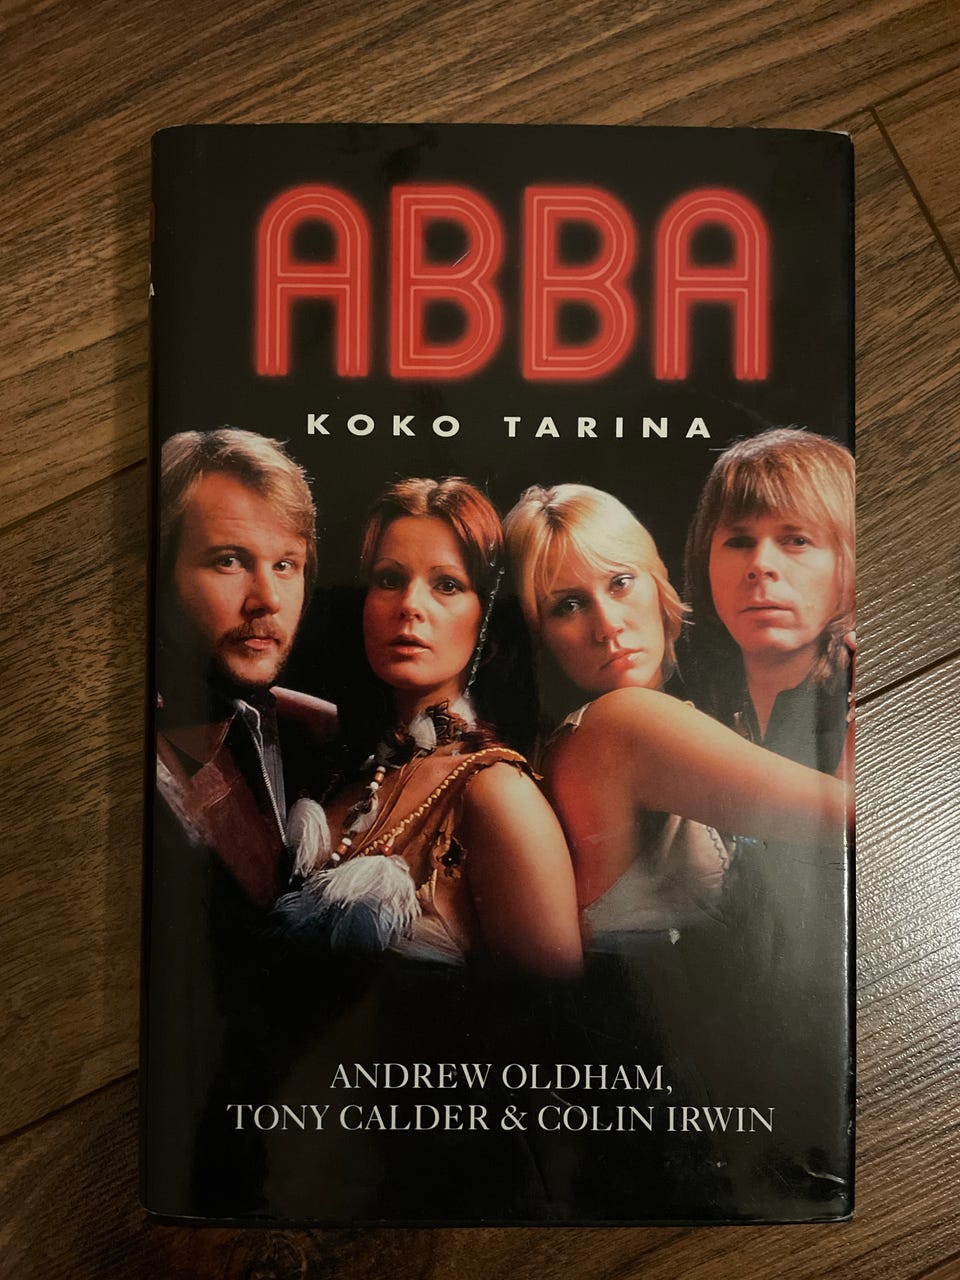 ABBA
KOKO TARINA
ANDREW OLDHAM,
TONY CALDER & COLIN IRWIN